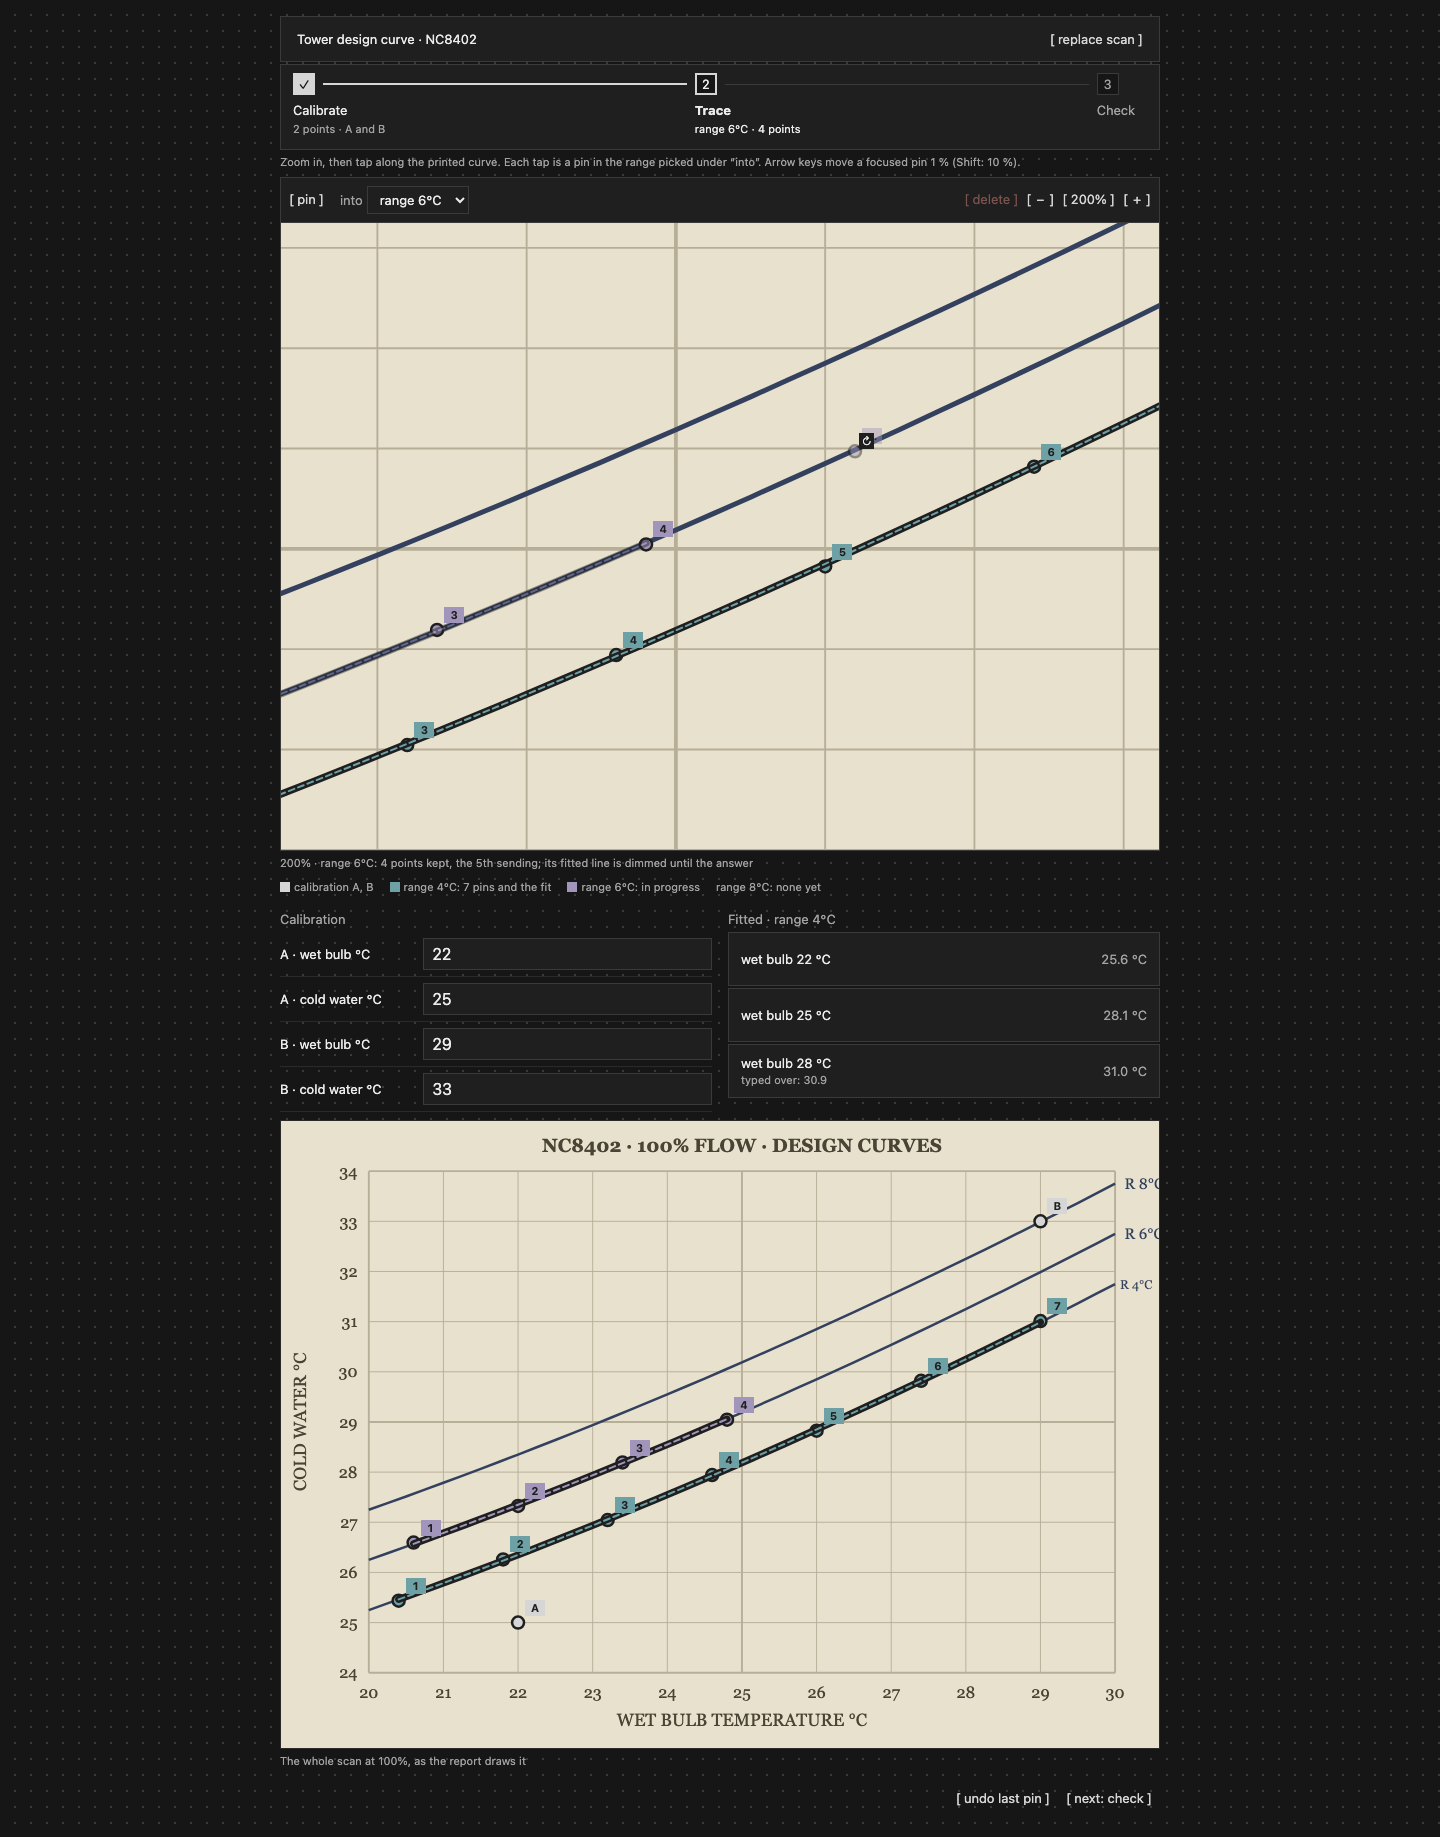 Tower design curve · NC8402
[ replace scan ]
2
3
Calibrate
Trace
Check
2 points · A and B
range 6°C · 4 points
Zoom in, then tap along the printed curve. Each tap is a pin in the range picked under “into”. Arrow keys move a focused pin 1 % (Shift: 10 %).
[ pin ]
into
range 6°C
[ delete ]
[ − ]
[ 200% ]
[ + ]
6
4
5
3
4
3
200% · range 6°C: 4 points kept, the 5th sending; its fitted line is dimmed until the answer
calibration A, B
range 4°C: 7 pins and the fit
range 6°C: in progress
range 8°C: none yet
Calibration
A · wet bulb °C
22
A · cold water °C
25
B · wet bulb °C
29
B · cold water °C
33
Fitted · range 4°C
wet bulb 22 °C
25.6 °C
wet bulb 25 °C
28.1 °C
wet bulb 28 °C
typed over: 30.9
31.0 °C
NC8402 · 100% FLOW · DESIGN CURVES
34
33
32
31
30
29
28
27
26
25
24
COLD WATER °C
R 8°C
R 6°C
R 4°C
B
7
6
5
4
4
3
3
2
2
1
1
A
20
21
22
23
24
25
26
27
28
29
30
WET BULB TEMPERATURE °C
The whole scan at 100%, as the report draws it
[ undo last pin ]
[ next: check ]